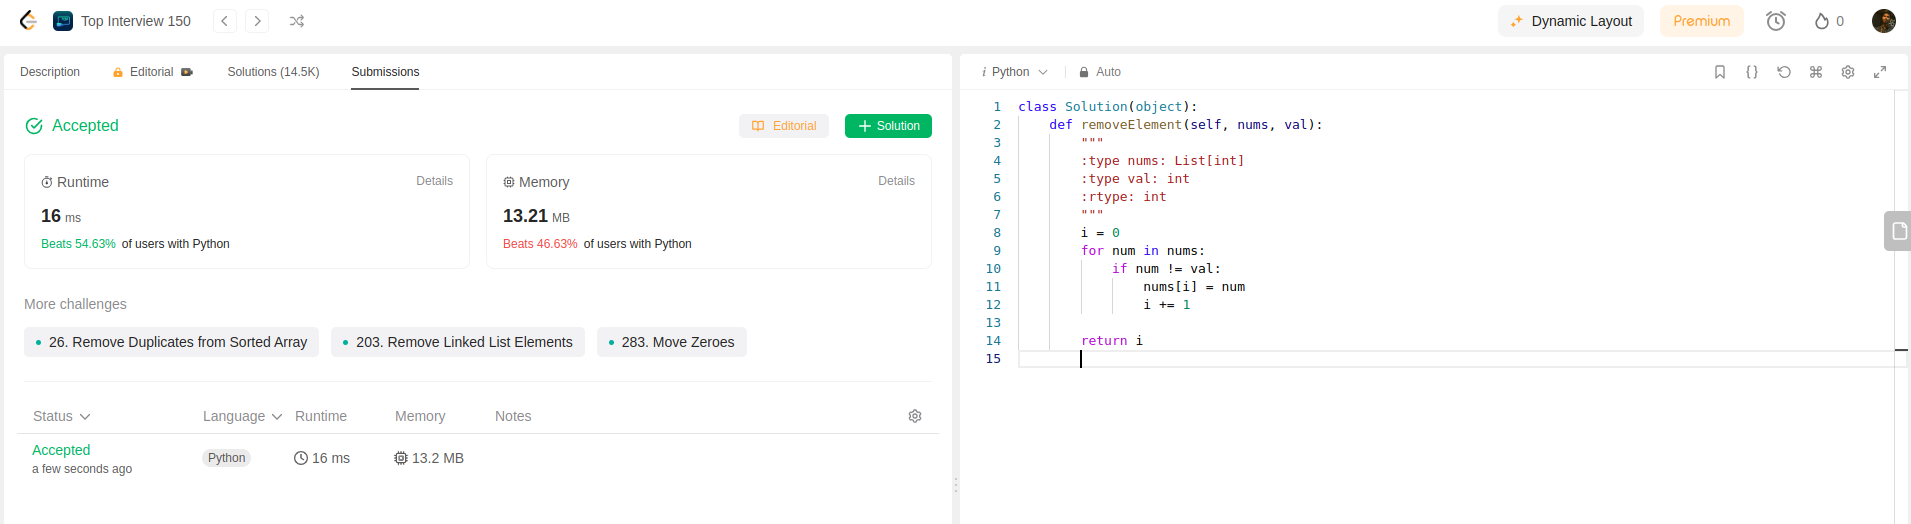 Top Interview 150
Dynamic Layout
Premium
0
Description
Editorial
Solutions (14.5K)
Submissions
Accepted
Editorial
Solution
Runtime
Details
16 ms
Beats 54.63% of users with Python
Memory
Details
13.21 MB
Beats 46.63% of users with Python
More challenges
26. Remove Duplicates from Sorted Array
203. Remove Linked List Elements
283. Move Zeroes
Status
Language
Runtime
Memory
Notes
Accepted
a few seconds ago
Python
16 ms
13.2 MB
i Python
Auto
{}
1 class Solution(object):
2     def removeElement(self, nums, val):
3         """
4         :type nums: List[int]
5         :type val: int
6         :rtype: int
7         """
8         i = 0
9         for num in nums:
10             if num != val:
11                 nums[i] = num
12                 i += 1
13
14         return i
15